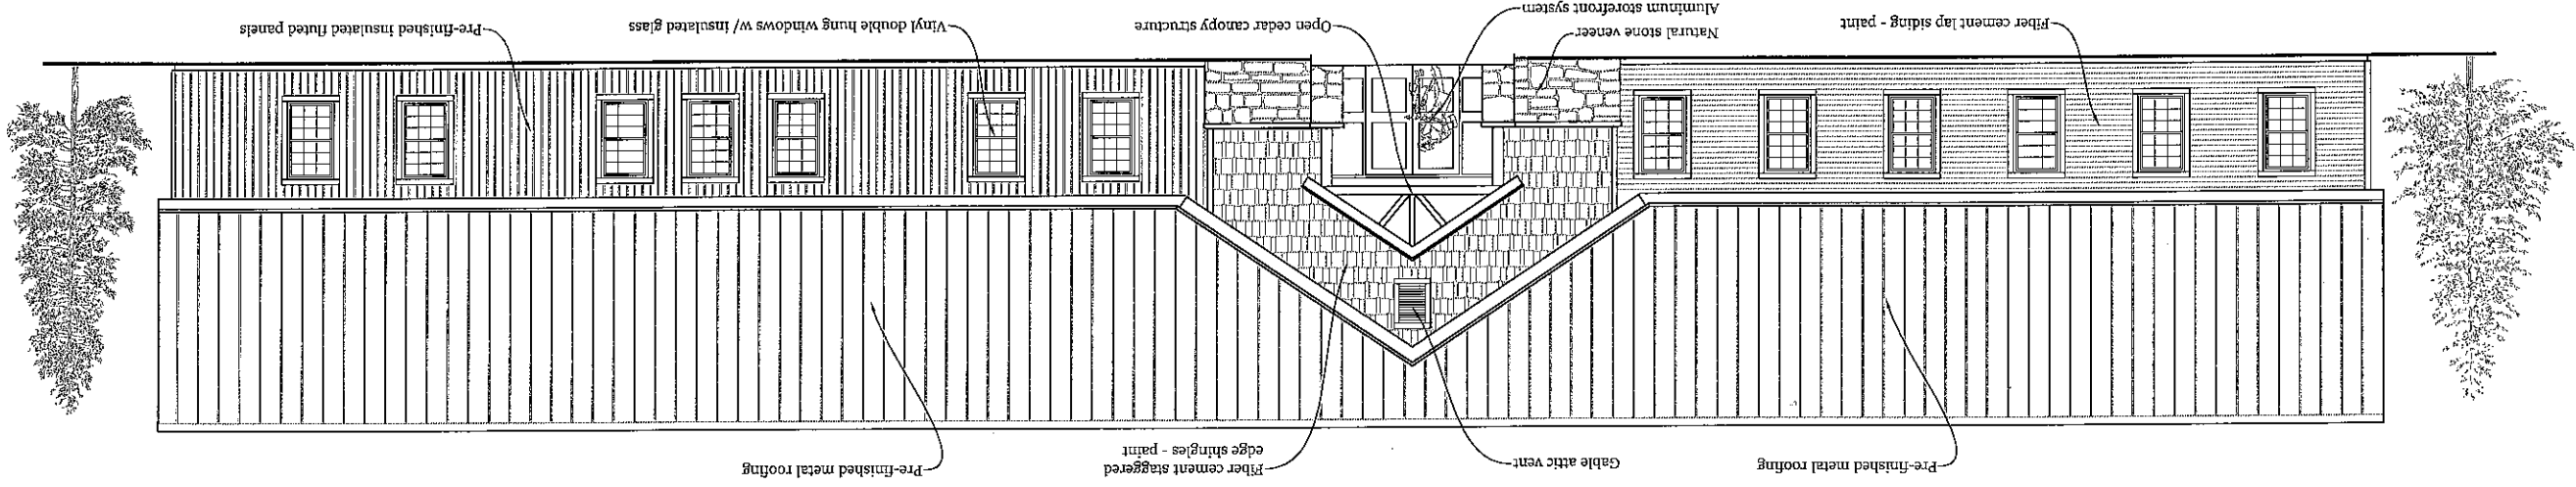 Pre-finished metal roofing
Gable attic vent
Fiber cement staggered
edge shingles - paint
Pre-finished metal roofing
Fiber cement lap siding - paint
Natural stone veneer
Aluminum storefront system
Open cedar canopy structure
Vinyl double hung windows w/ insulated glass
Pre-finished Insulated fluted panels